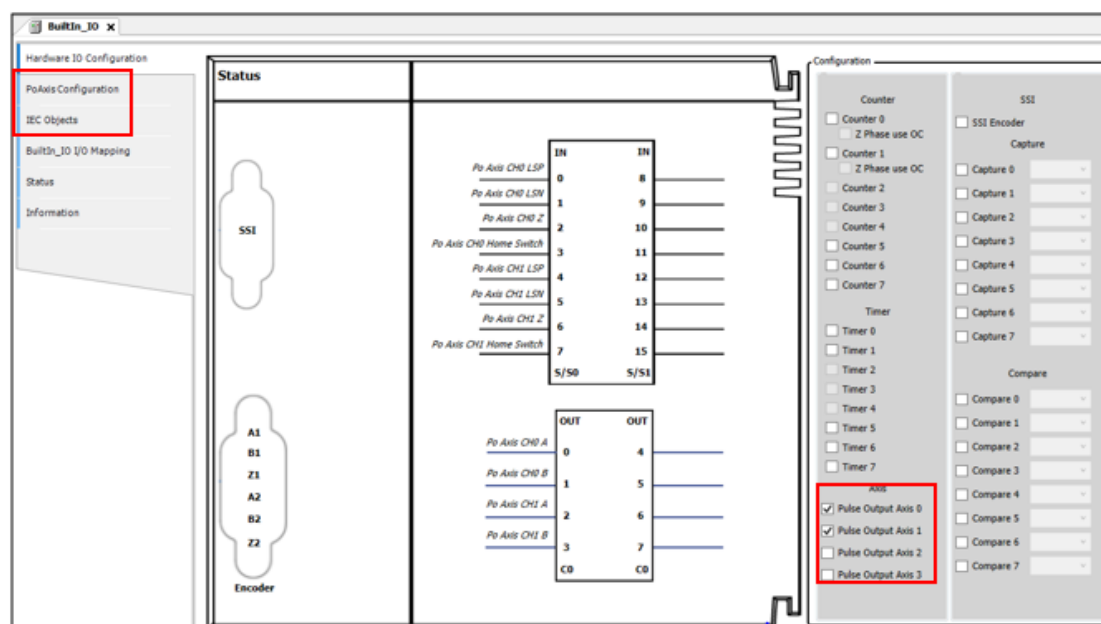 BuiltIn_IO x
Hardware IO Configuration
PoAxis Configuration
IEC Objects
BuiltIn_IO I/O Mapping
Status
Information
Status
SSI
A1
B1
Z1
A2
B2
Z2
Encoder
IN IN
Po Axis CH0 LSP 0 8
Po Axis CH0 LSN 1 9
Po Axis CH0 Z 2 10
Po Axis CH0 Home Switch 3 11
Po Axis CH1 LSP 4 12
Po Axis CH1 LSN 5 13
Po Axis CH1 Z 6 14
Po Axis CH1 Home Switch 7 15
S/S0 S/S1
OUT OUT
Po Axis CH0 A 0 4
Po Axis CH0 B 1 5
Po Axis CH1 A 2 6
Po Axis CH1 B 3 7
C0 C0
Configuration
Counter
Counter 0
Z Phase use OC
Counter 1
Z Phase use OC
Counter 2
Counter 3
Counter 4
Counter 5
Counter 6
Counter 7
Timer
Timer 0
Timer 1
Timer 2
Timer 3
Timer 4
Timer 5
Timer 6
Timer 7
Axis
Pulse Output Axis 0
Pulse Output Axis 1
Pulse Output Axis 2
Pulse Output Axis 3
SSI
SSI Encoder
Capture
Capture 0
Capture 1
Capture 2
Capture 3
Capture 4
Capture 5
Capture 6
Capture 7
Compare
Compare 0
Compare 1
Compare 2
Compare 3
Compare 4
Compare 5
Compare 6
Compare 7